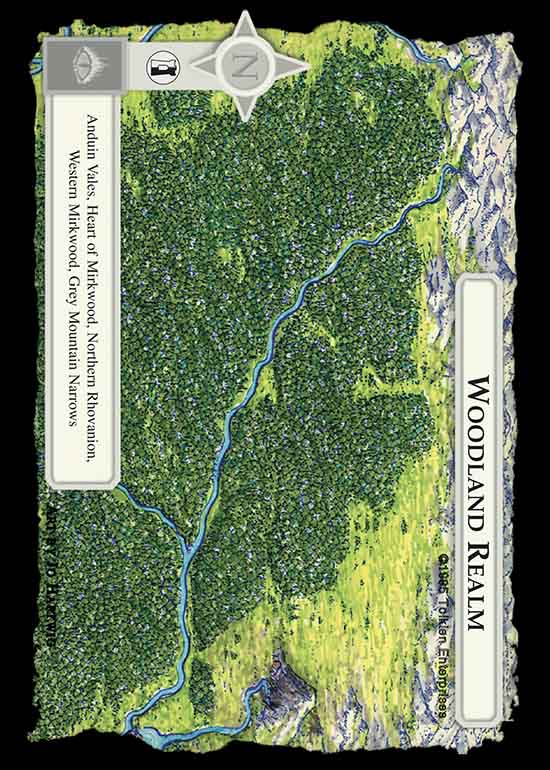 WOODLAND REALM
©1995 Tolkien Enterprises
N
Anduin Vales, Heart of Mirkwood, Northern Rhovanion,
Western Mirkwood, Grey Mountain Narrows